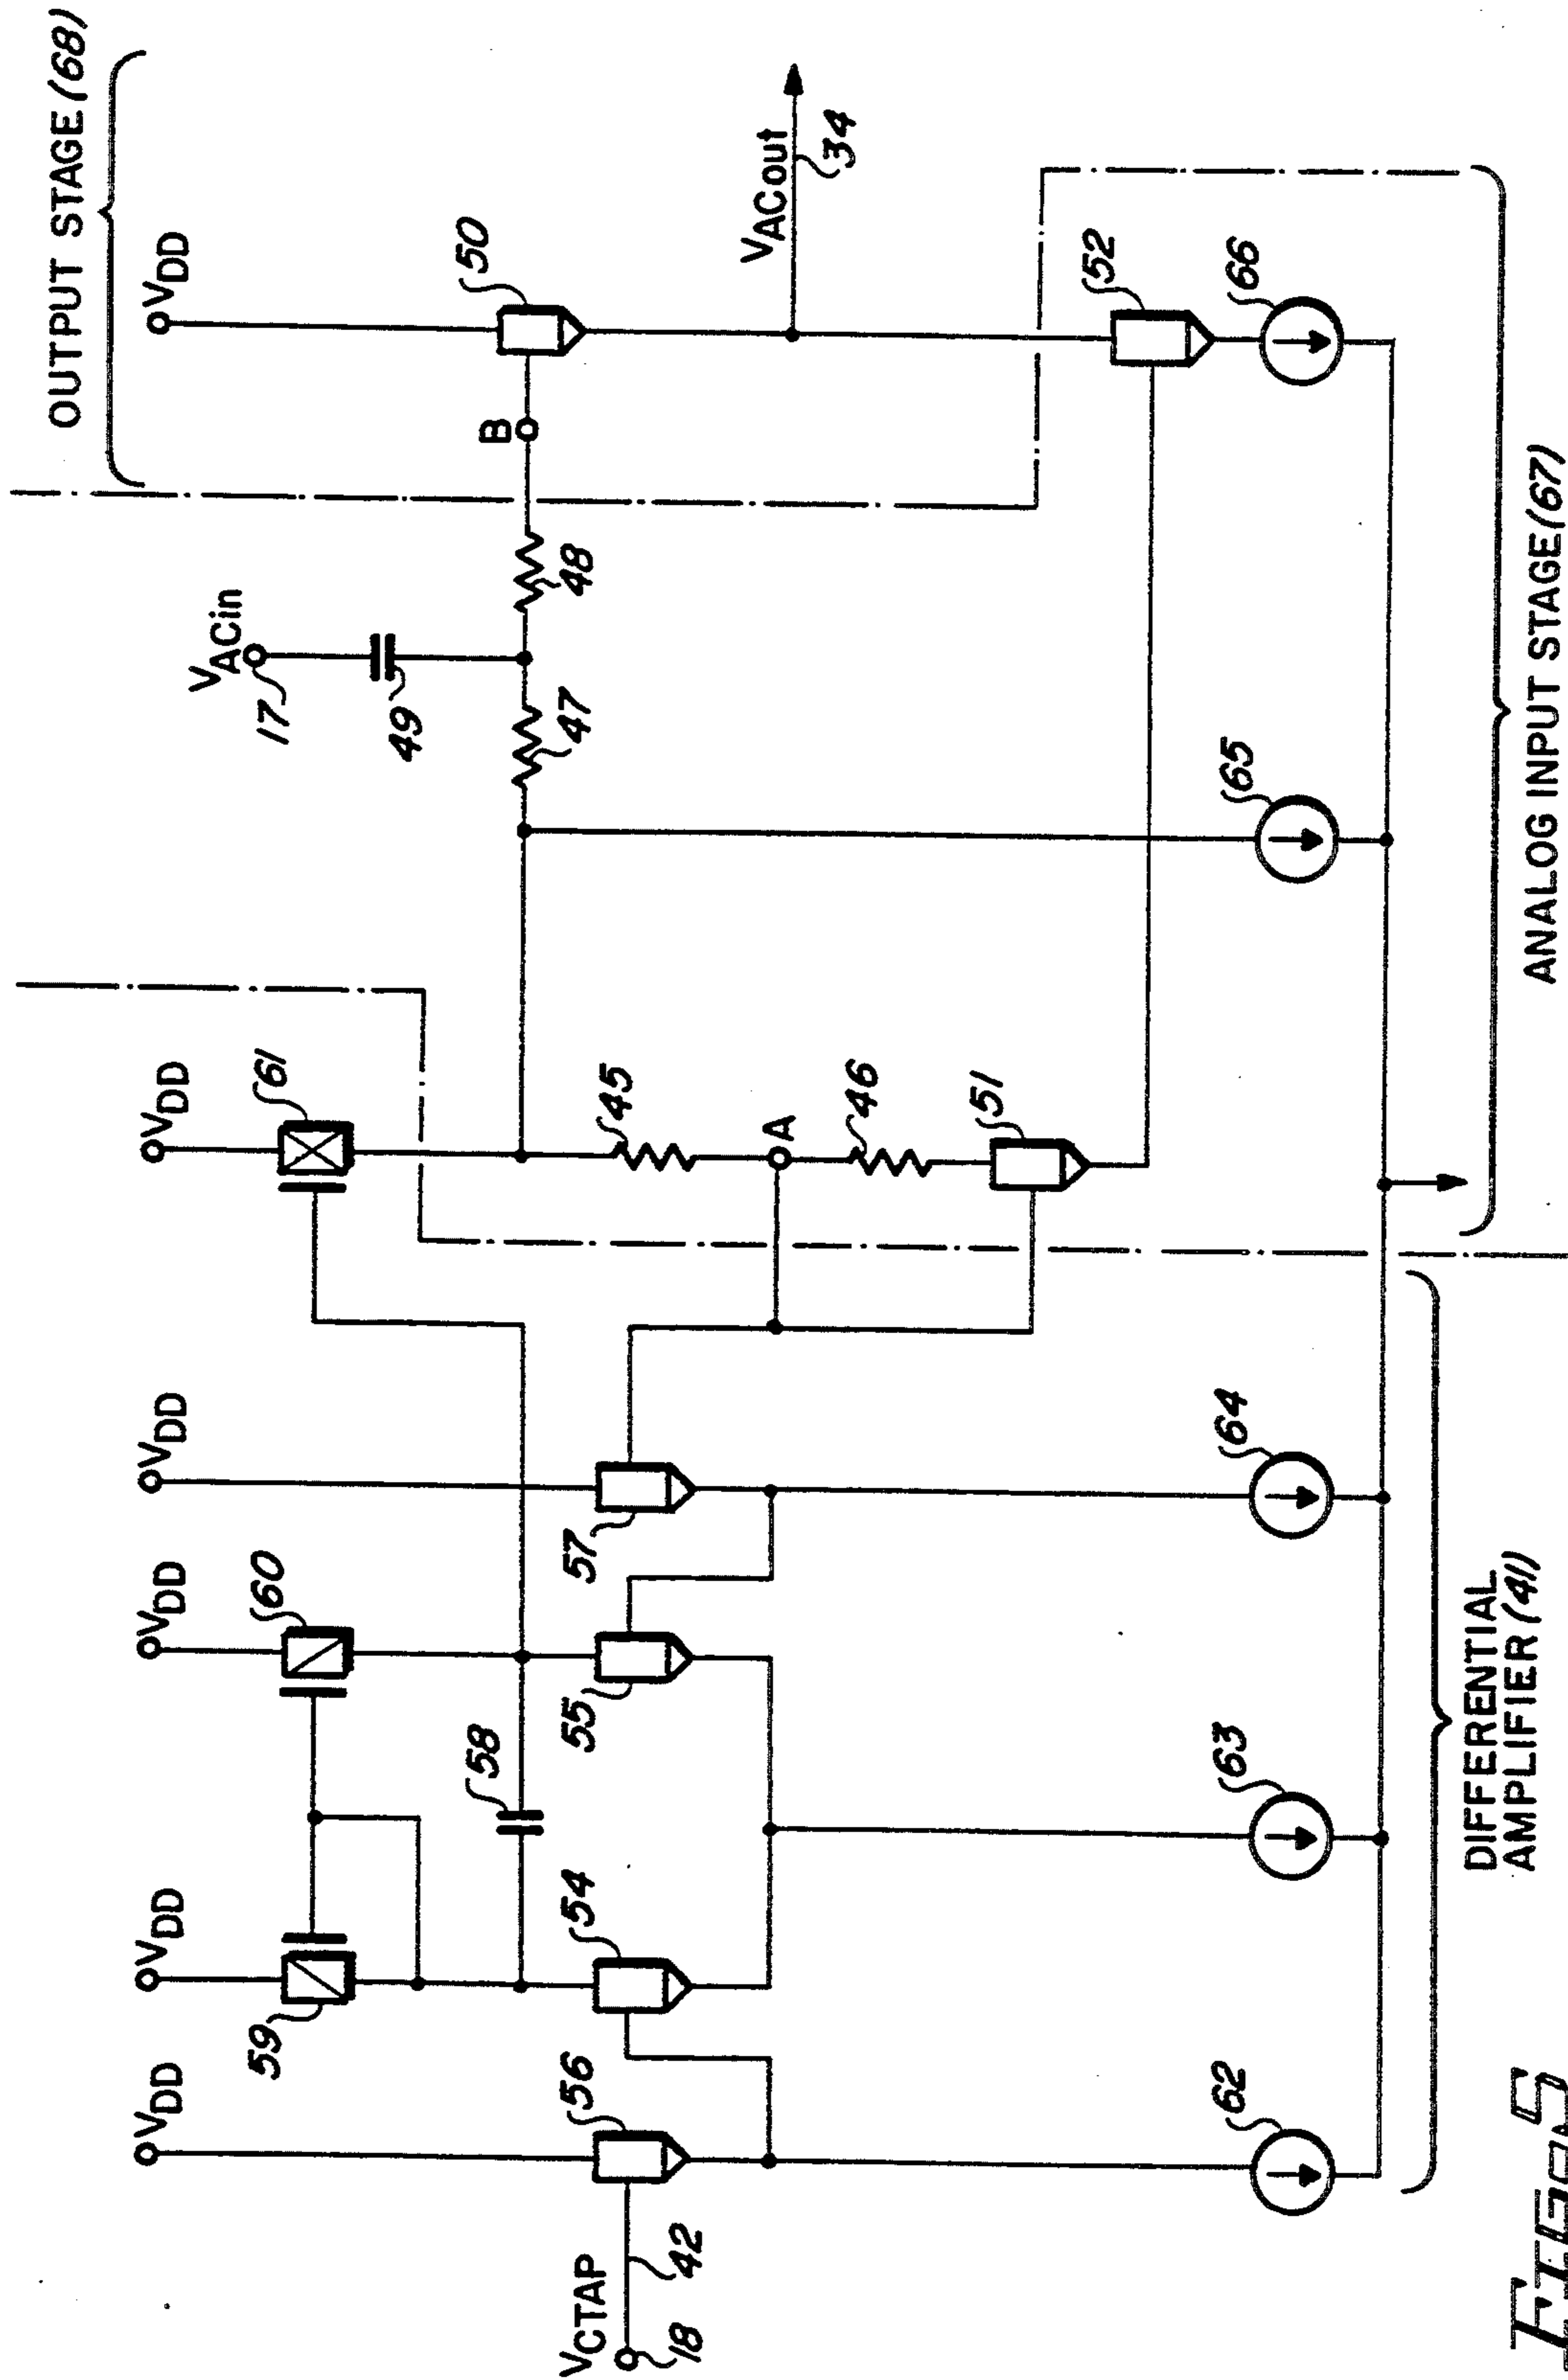 OUTPUT STAGE (68)
VDD
VDD
VDD
VDD
VDD
VDD
59
60
61
50
VACin
17
49
B
47
48
VACout
34
58
56
54
55
57
45
A
46
51
52
VCTAP
18
42
62
63
64
65
66
DIFFERENTIAL
AMPLIFIER (41)
ANALOG INPUT STAGE (67)
FIG. 5